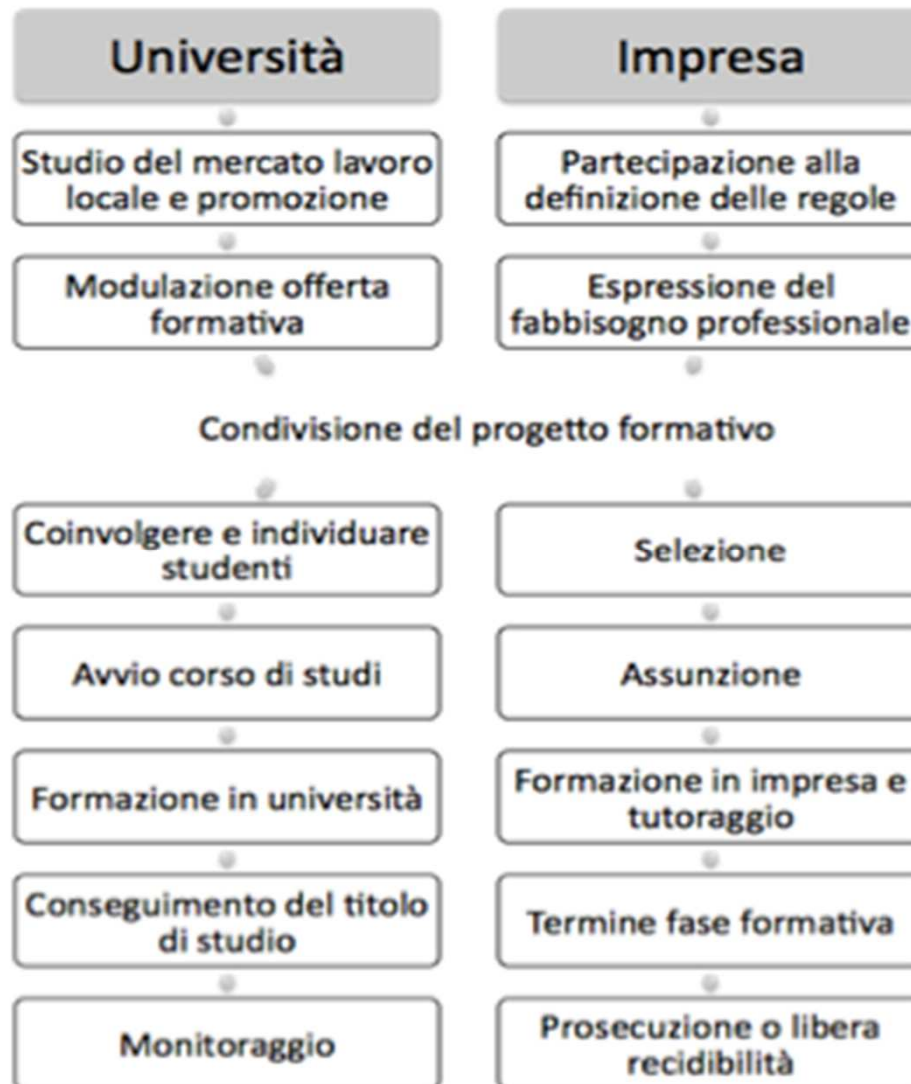 Università
Studio del mercato lavoro
locale e promozione
Modulazione offerta
formativa
Impresa
Partecipazione alla
definizione delle regole
Espressione del
fabbisogno professionale
Condivisione del progetto formativo
Coinvolgere e individuare
studenti
Avvio corso di studi
Formazione in università
Conseguimento del titolo
di studio
Monitoraggio
Selezione
Assunzione
Formazione in impresa e
tutoraggio
Termine fase formativa
Prosecuzione o libera
recidibilità